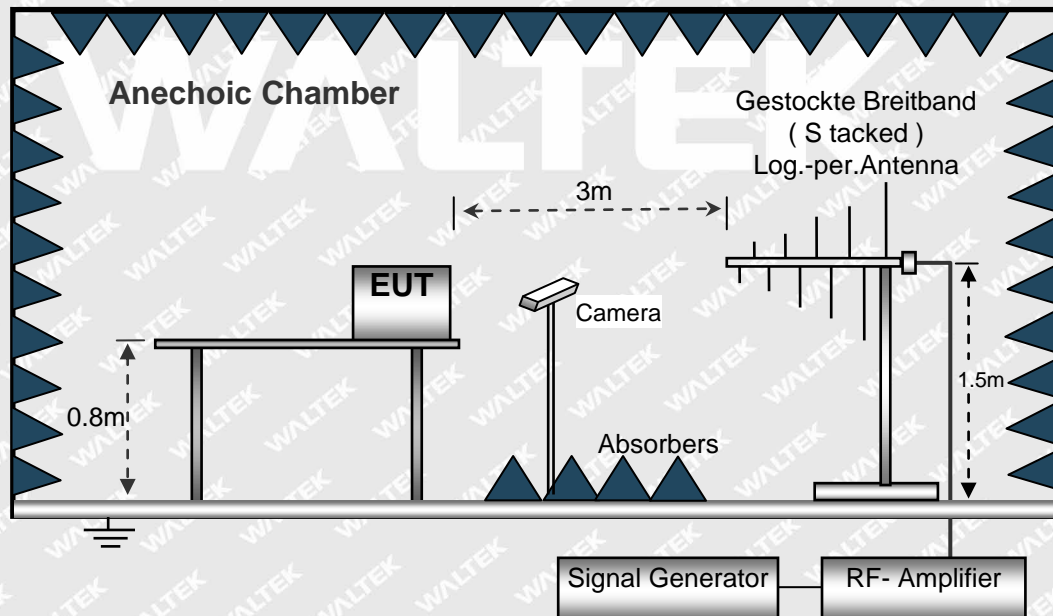 WALTEK
Anechoic Chamber
Gestockte Breitband
( S tacked )
Log.-per.Antenna
3m
EUT
Camera
1.5m
0.8m
Absorbers
Signal Generator
RF- Amplifier